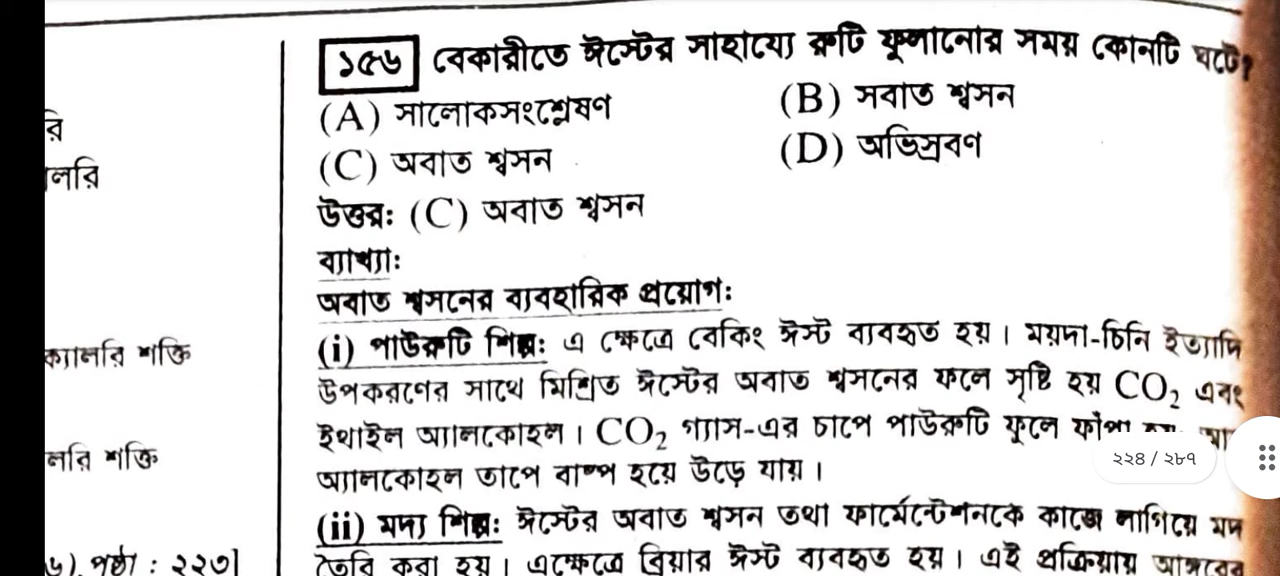 রি
লরি
ক্যালরি শক্তি
লরি শক্তি
৬), পৃষ্ঠা : ২২৩]
১৫৬ বেকারীতে ঈস্টের সাহায্যে রুটি ফুলানোর সময় কোনটি ঘটে?
(A) সালোকসংশ্লেষণ (B) সবাত শ্বসন
(C) অবাত শ্বসন (D) অভিস্রবণ
উত্তর: (C) অবাত শ্বসন
ব্যাখ্যা:
অবাত শ্বসনের ব্যবহারিক প্রয়োগ:
(i) পাউরুটি শিল্প: এ ক্ষেত্রে বেকিং ঈস্ট ব্যবহৃত হয়। ময়দা-চিনি ইত্যাদি
উপকরণের সাথে মিশ্রিত ঈস্টের অবাত শ্বসনের ফলে সৃষ্টি হয় CO₂ এবং
ইথাইল অ্যালকোহল। CO₂ গ্যাস-এর চাপে পাউরুটি ফুলে ফাঁপা
অ্যালকোহল তাপে বাষ্প হয়ে উড়ে যায়।
২২৪ / ২৮৭
(ii) মদ্য শিল্প: ঈস্টের অবাত শ্বসন তথা ফার্মেন্টেশনকে কাজে লাগিয়ে মদ
তৈরি করা হয়। এক্ষেত্রে ব্রিয়ার ঈস্ট ব্যবহৃত হয়। এই প্রক্রিয়ায় আঙ্গুরের